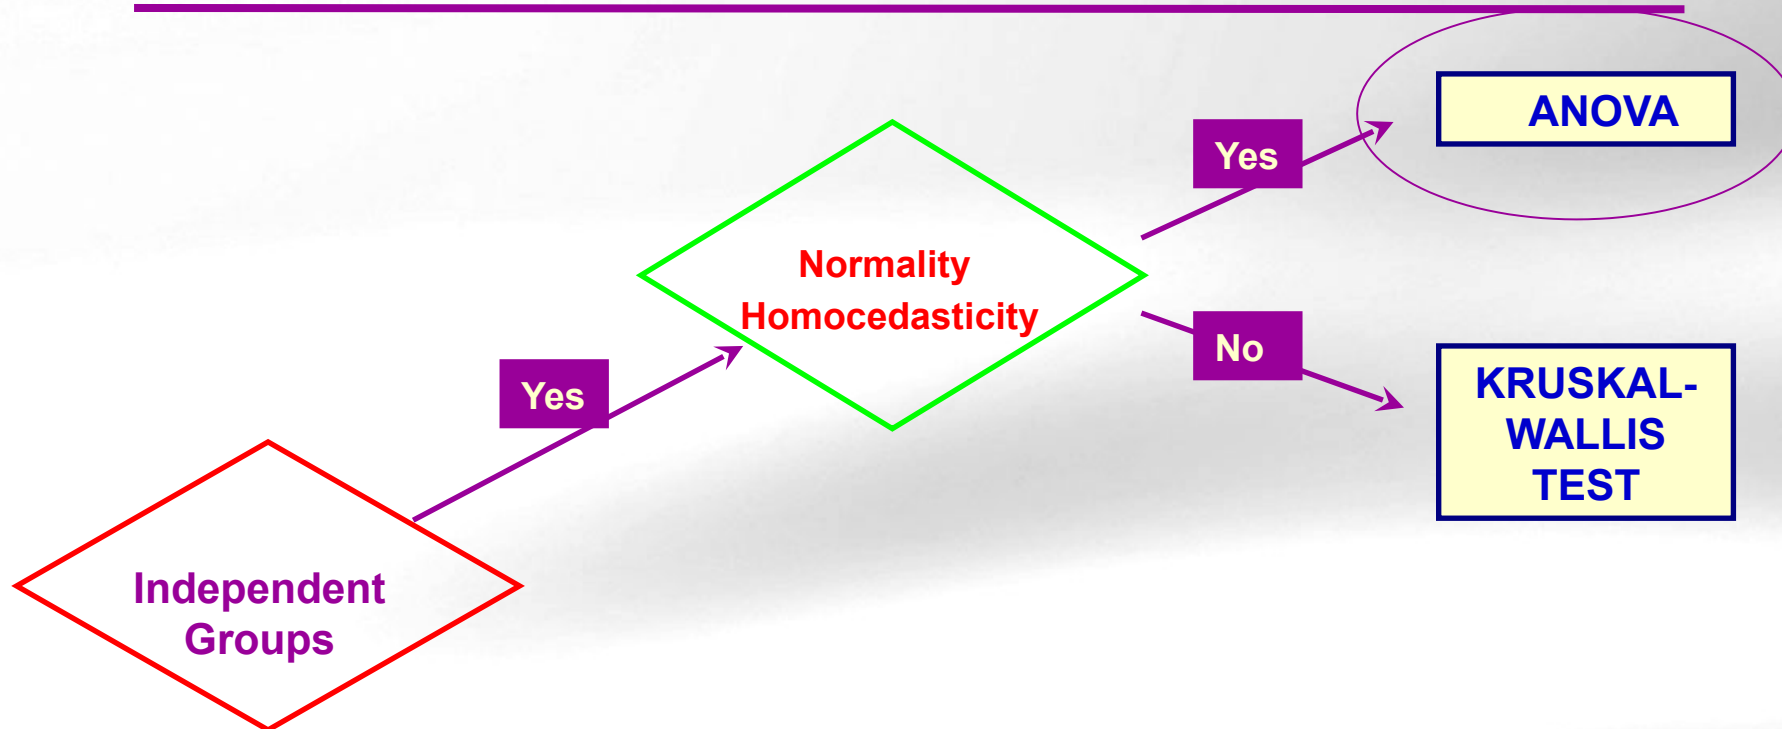 ANOVA
Yes
Normality
Homocedasticity
No
Yes
KRUSKAL-
WALLIS
TEST
Independent
Groups